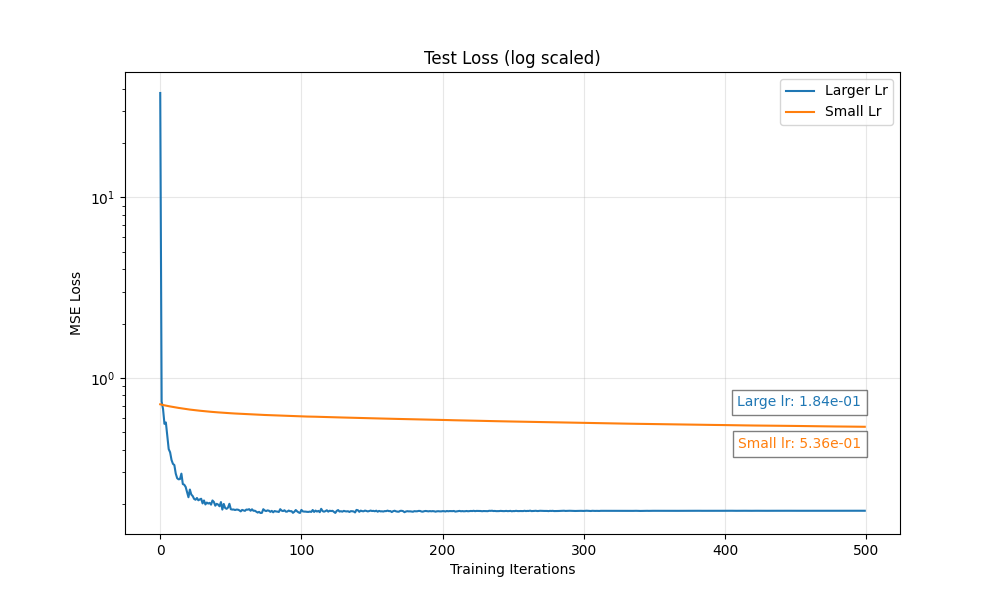 Test Loss (log scaled)
Larger Lr
Small Lr
10¹
10⁰
MSE Loss
Large lr: 1.84e-01
Small lr: 5.36e-01
0 100 200 300 400 500
Training Iterations